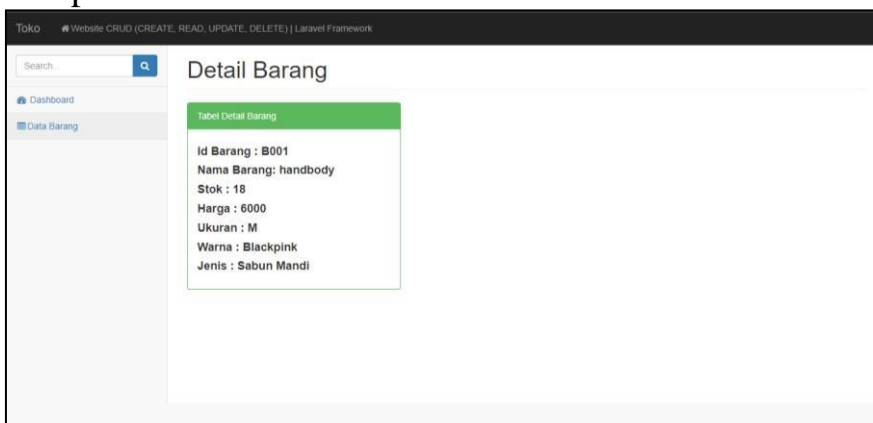 Toko Website CRUD (CREATE, READ, UPDATE, DELETE) | Laravel Framework
Search...
Dashboard
Data Barang
Detail Barang
Tabel Detail Barang
Id Barang : B001
Nama Barang: handbody
Stok : 18
Harga : 6000
Ukuran : M
Warna : Blackpink
Jenis : Sabun Mandi